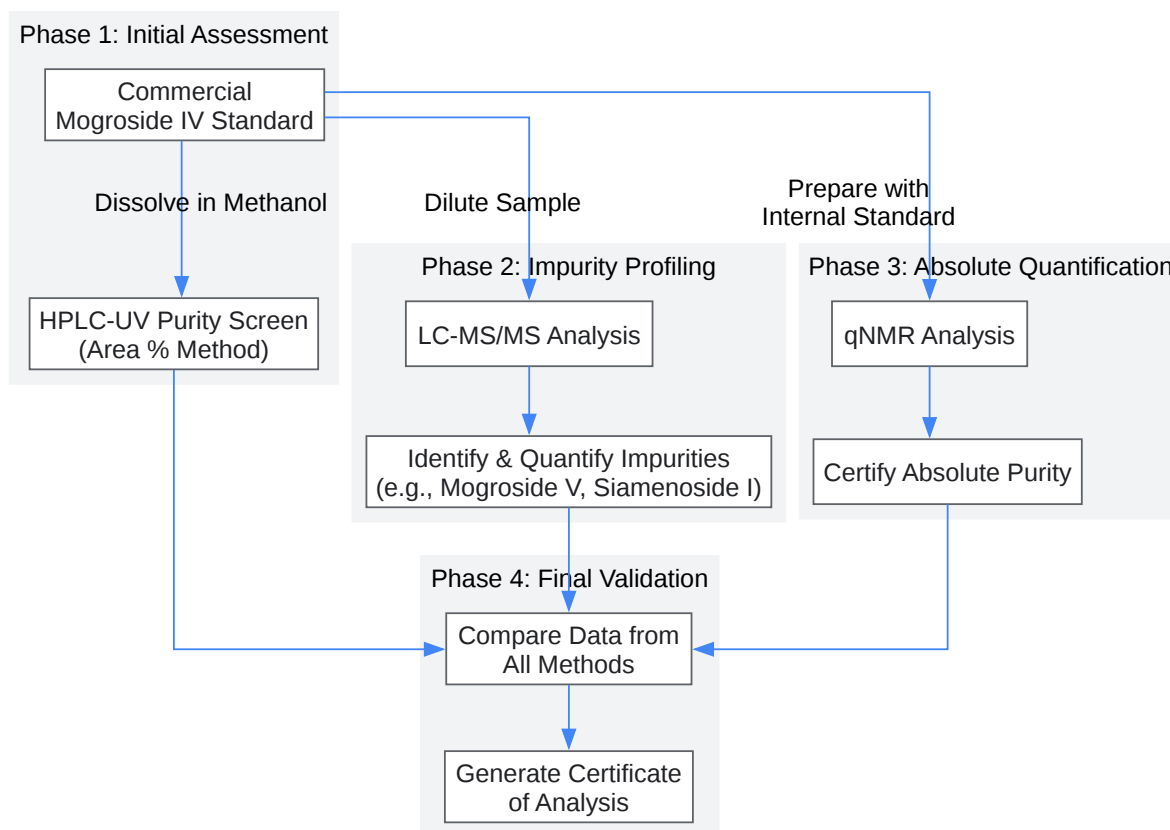 Phase 1: Initial Assessment
Commercial
Mogroside IV Standard
Dissolve in Methanol
HPLC-UV Purity Screen
(Area % Method)
Dilute Sample
Phase 2: Impurity Profiling
LC-MS/MS Analysis
Identify & Quantify Impurities
(e.g., Mogroside V, Siamenoside I)
Prepare with
Internal Standard
Phase 3: Absolute Quantification
qNMR Analysis
Certify Absolute Purity
Phase 4: Final Validation
Compare Data from
All Methods
Generate Certificate
of Analysis